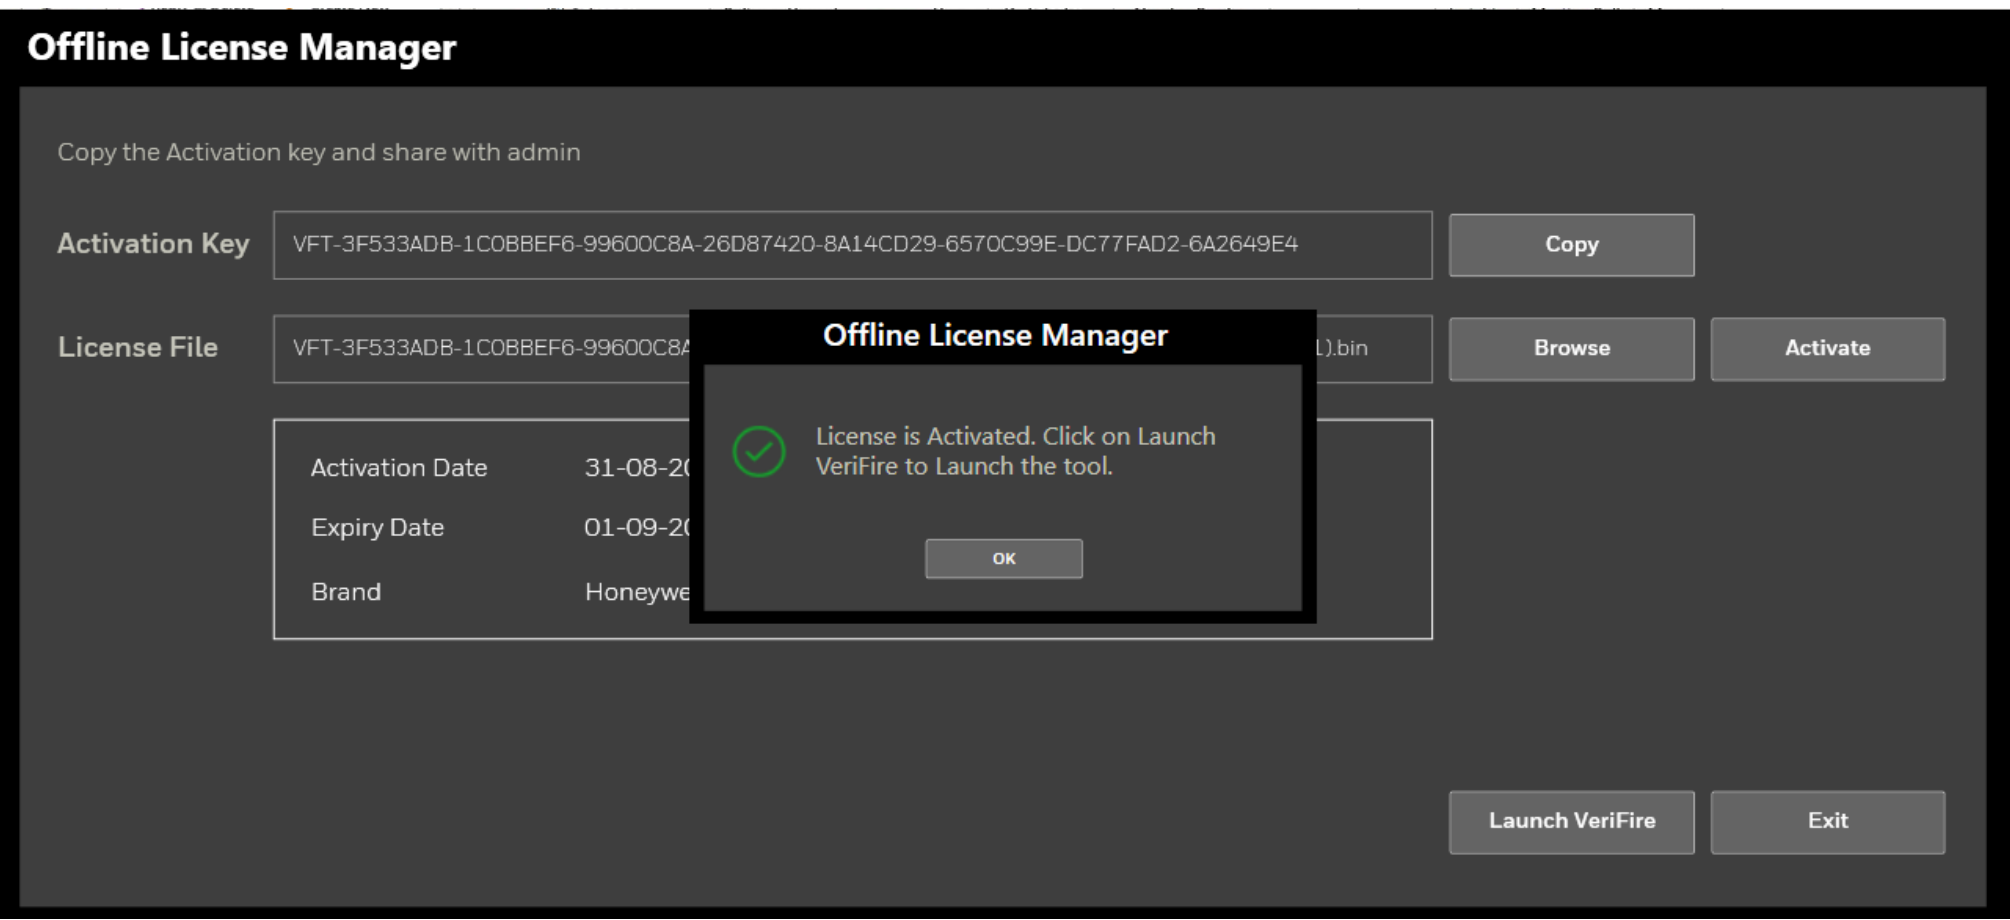 Offline License Manager
Copy the Activation key and share with admin
Activation Key VFT-3F533ADB-1C0BBEF6-99600C8A-26D87420-8A14CD29-6570C99E-DC77FAD2-6A2649E4 Copy
License File VFT-3F533ADB-1C0BBEF6-99600C8A .bin Browse Activate
Offline License Manager
License is Activated. Click on Launch
VeriFire to Launch the tool.
OK
Activation Date 31-08-20
Expiry Date 01-09-20
Brand Honeywe
Launch VeriFire Exit